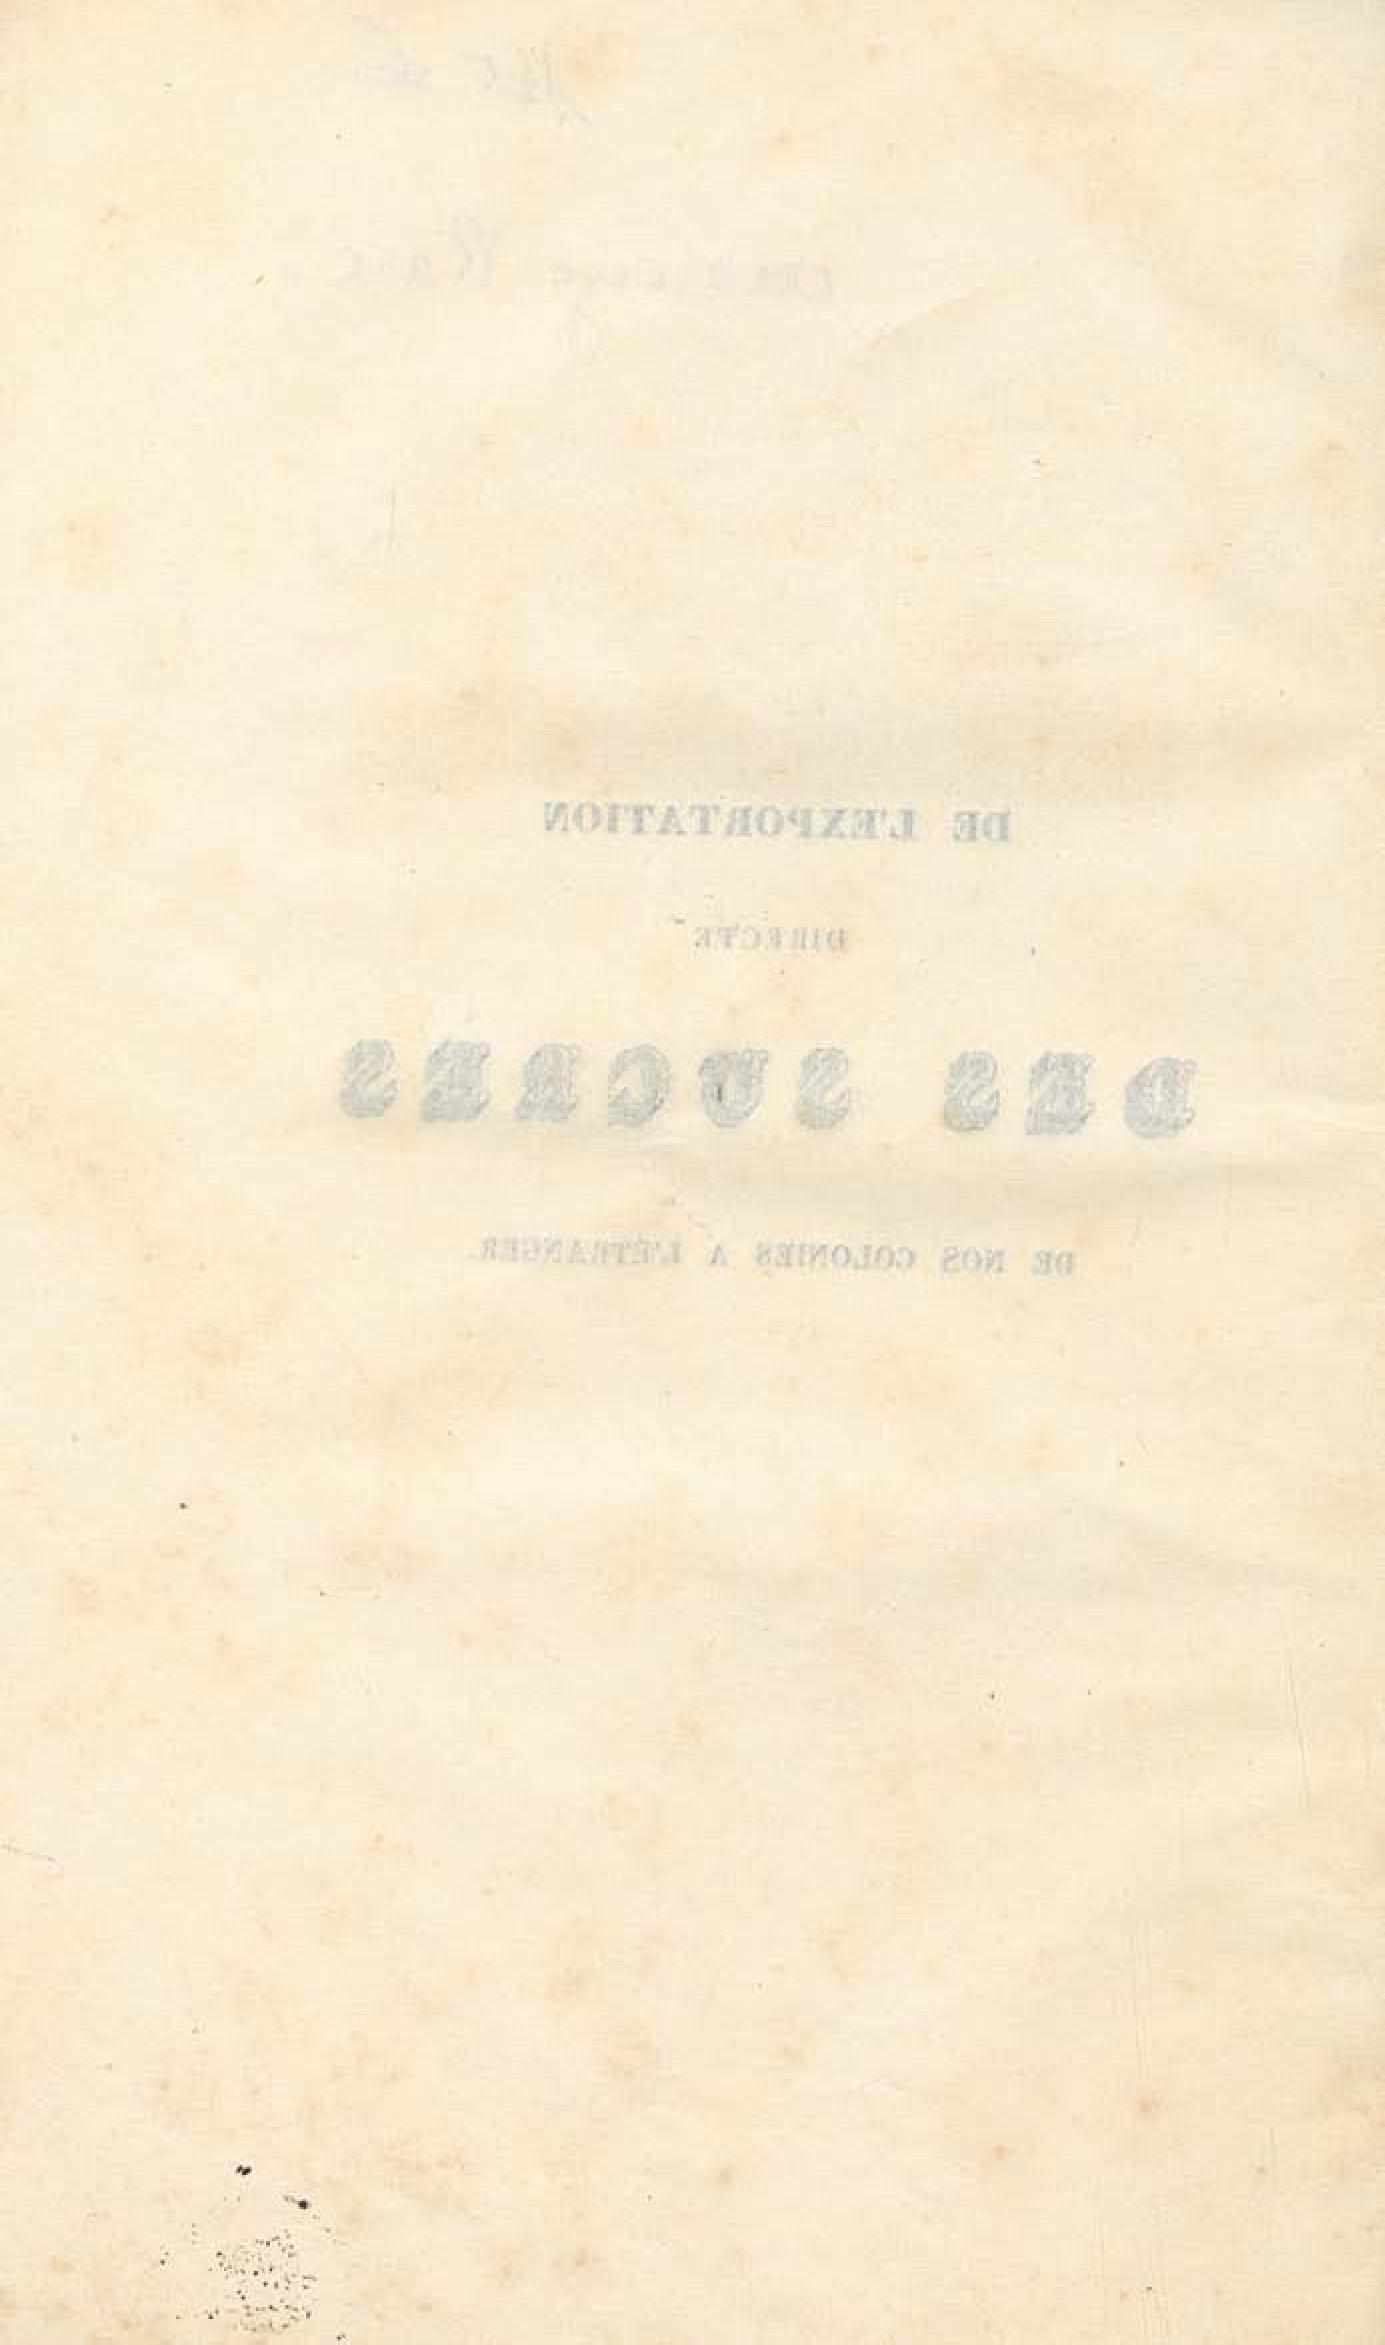 DE L'EXPORTATION
DIRECTE
DES SUCRES
DE NOS COLONIES A L'ÉTRANGER.